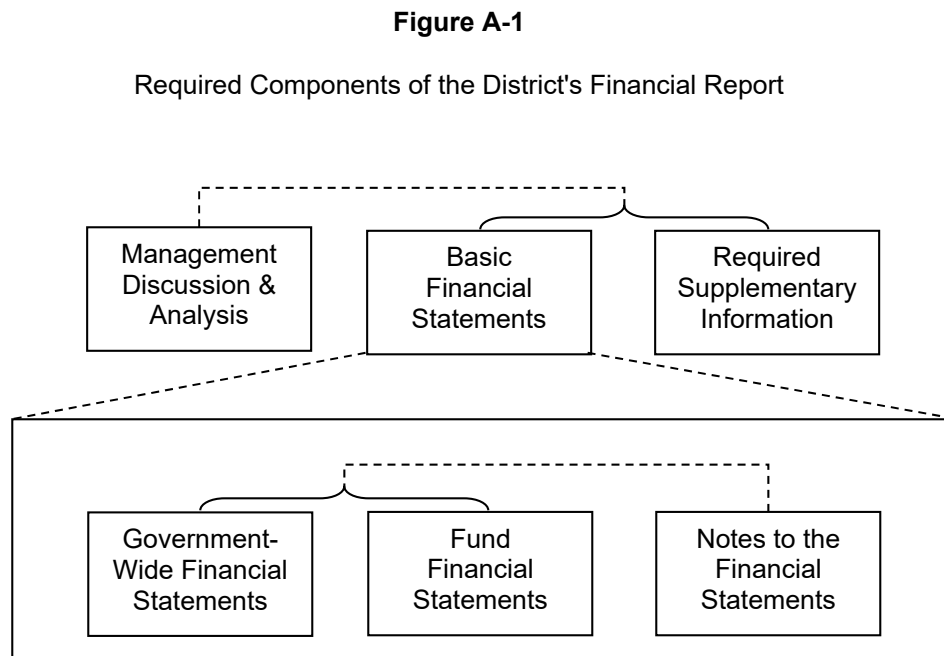 Figure A-1
Required Components of the District's Financial Report
Management
Discussion &
Analysis
Basic
Financial
Statements
Required
Supplementary
Information
Government-
Wide Financial
Statements
Fund
Financial
Statements
Notes to the
Financial
Statements